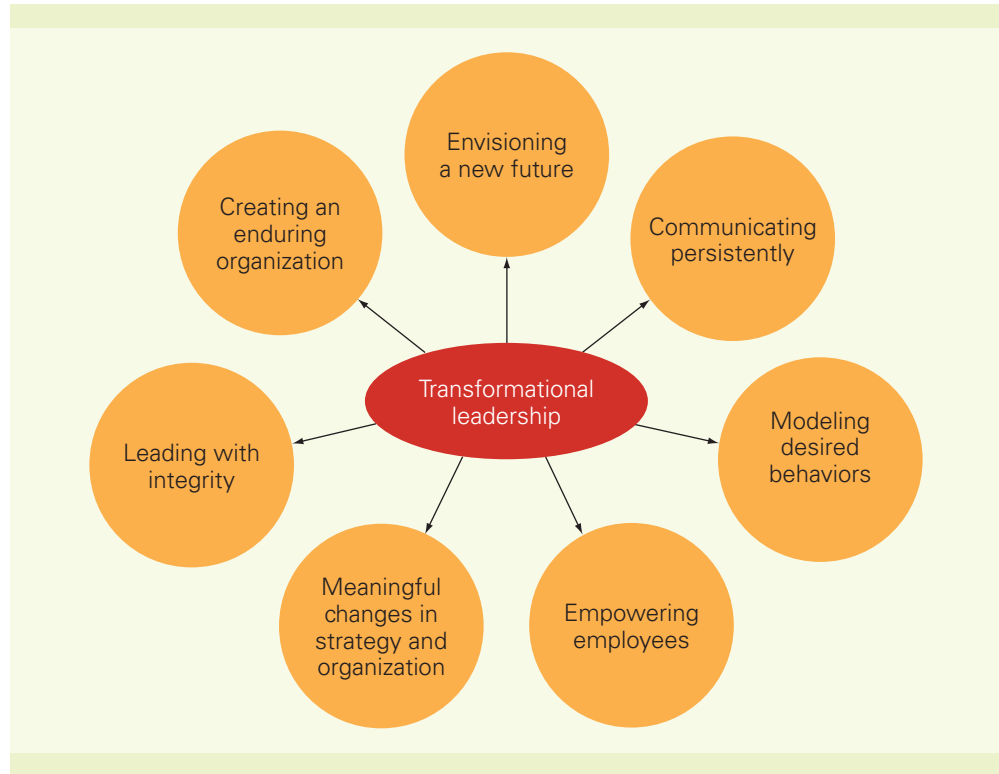 Envisioning
a new future
Communicating
persistently
Modeling
desired
behaviors
Empowering
employees
Meaningful
changes in
strategy and
organization
Leading with
integrity
Creating an
enduring
organization
Transformational
leadership